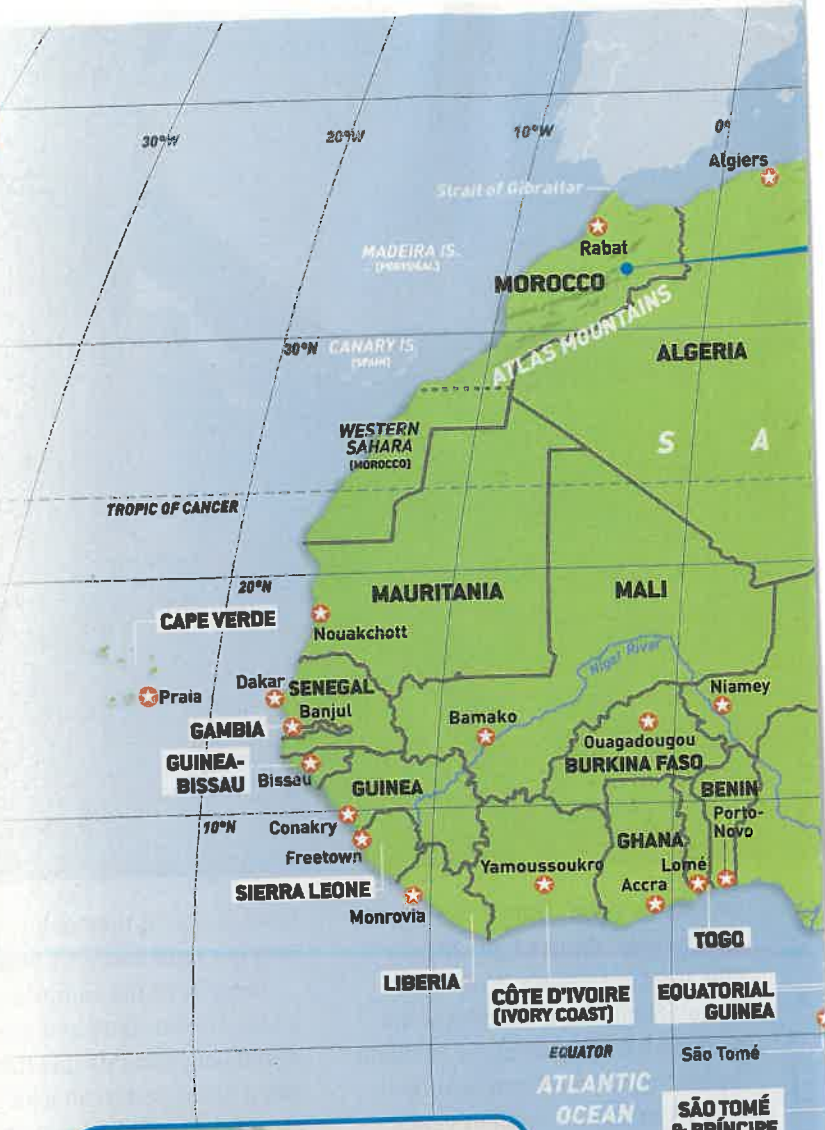 30°W
20°W
10°W
0°
Algiers
Strait of Gibraltar
Rabat
MADEIRA IS.
(PORTUGAL)
MOROCCO
ATLAS MOUNTAINS
30°N
CANARY IS.
(SPAIN)
ALGERIA
WESTERN
SAHARA
(MOROCCO)
S A
TROPIC OF CANCER
20°N
MAURITANIA
MALI
CAPE VERDE
Nouakchott
Niger River
Praia
Dakar
SENEGAL
Niamey
Banjul
GAMBIA
Bamako
Ouagadougou
BURKINA FASO
GUINEA-
BISSAU
Bissau
GUINEA
BENIN
Porto-
Novo
10°N
Conakry
GHANA
Freetown
Yamoussoukro
Lomé
Accra
SIERRA LEONE
Monrovia
TOGO
LIBERIA
CÔTE D'IVOIRE
(IVORY COAST)
EQUATORIAL
GUINEA
EQUATOR
São Tomé
ATLANTIC
OCEAN
SÃO TOMÉ
& PRÍNCIPE